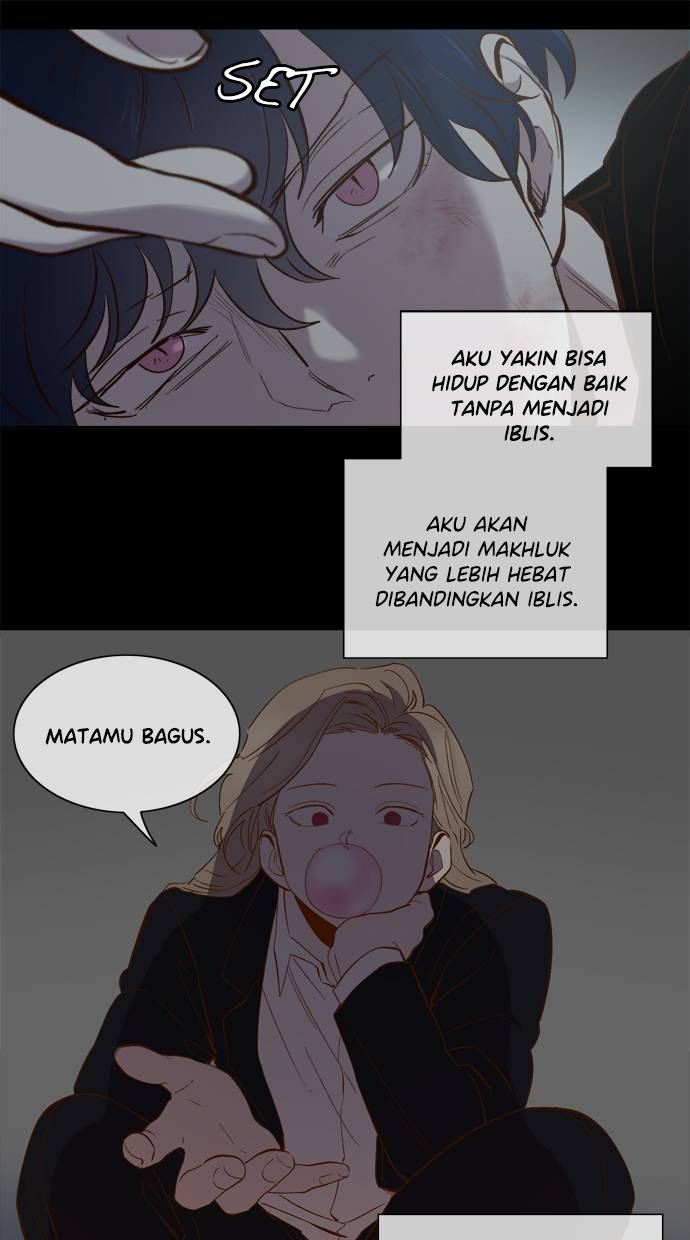 SET
AKU YAKIN BISA
HIDUP DENGAN BAIK
TANPA MENJADI
IBLIS.
AKU AKAN
MENJADI MAKHLUK
YANG LEBIH HEBAT
DIBANDINGKAN IBLIS.
MATAMU BAGUS.